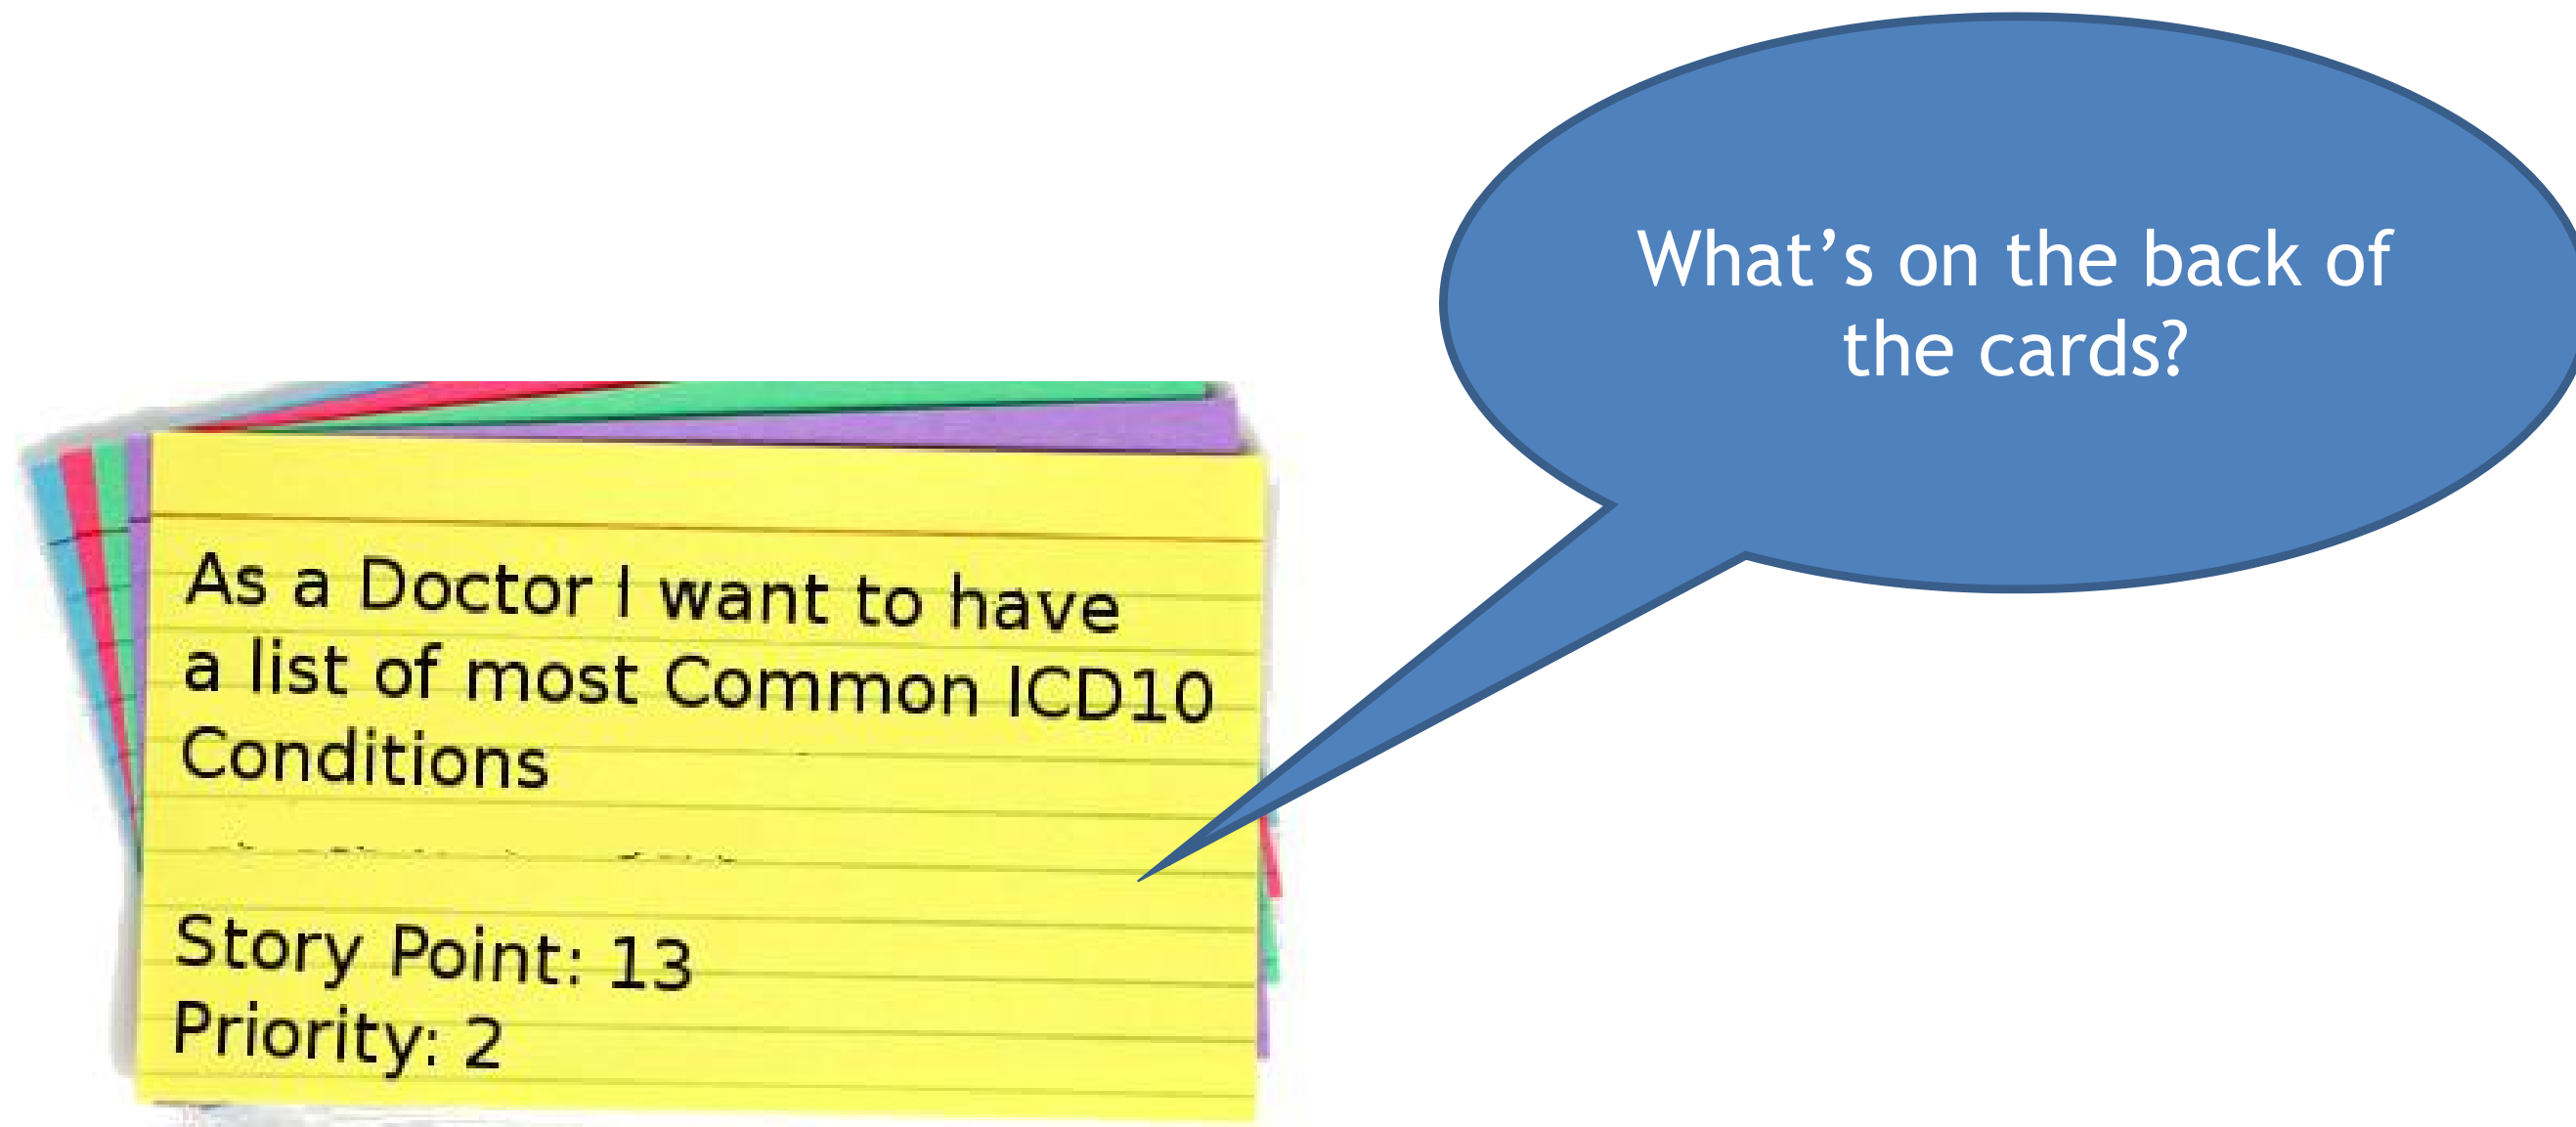 What’s on the back of
the cards?
As a Doctor I want to have
a list of most Common ICD10
Conditions
Story Point: 13
Priority: 2